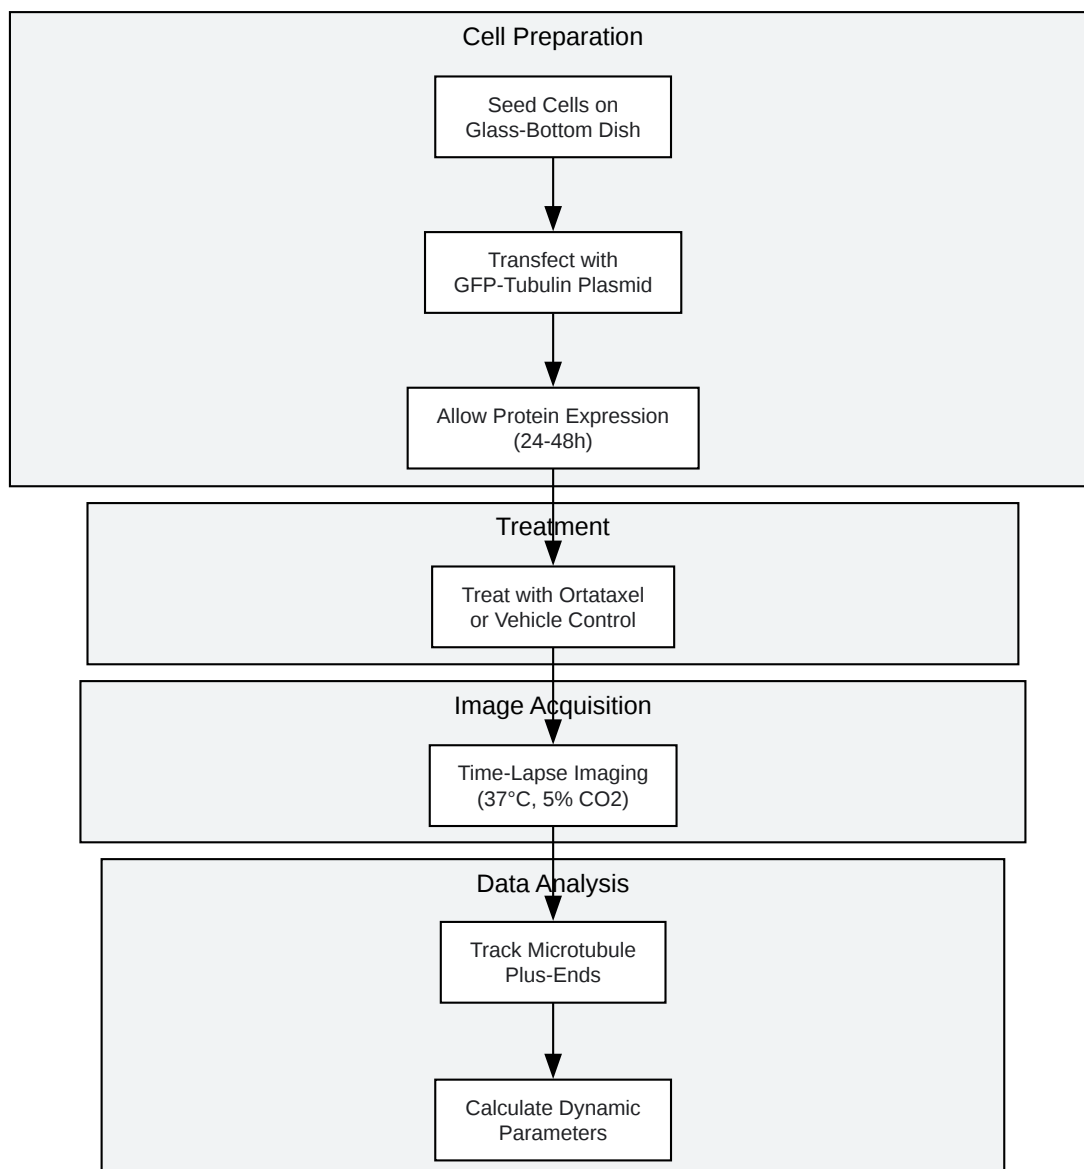 Cell Preparation
Seed Cells on
Glass-Bottom Dish
Transfect with
GFP-Tubulin Plasmid
Allow Protein Expression
(24-48h)
Treatment
Treat with Ortataxel
or Vehicle Control
Image Acquisition
Time-Lapse Imaging
(37°C, 5% CO2)
Data Analysis
Track Microtubule
Plus-Ends
Calculate Dynamic
Parameters